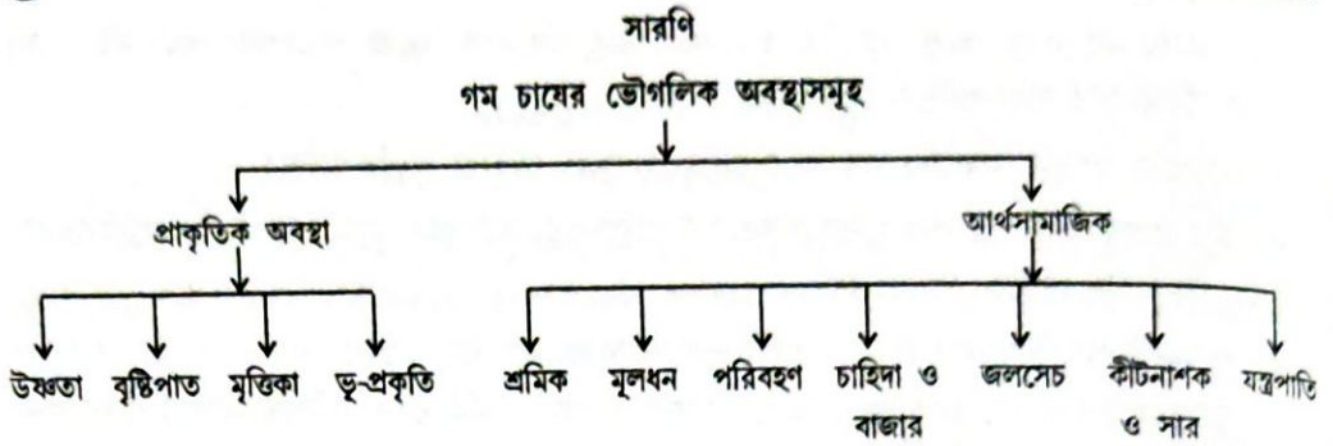 সারণি
গম চাষের ভৌগলিক অবস্থাসমূহ
প্রাকৃতিক অবস্থা আর্থসামাজিক
উষ্ণতা বৃষ্টিপাত মৃত্তিকা ভূ-প্রকৃতি শ্রমিক মূলধন পরিবহণ চাহিদা ও জলসেচ কীটনাশক যন্ত্রপাতি
বাজার ও সার